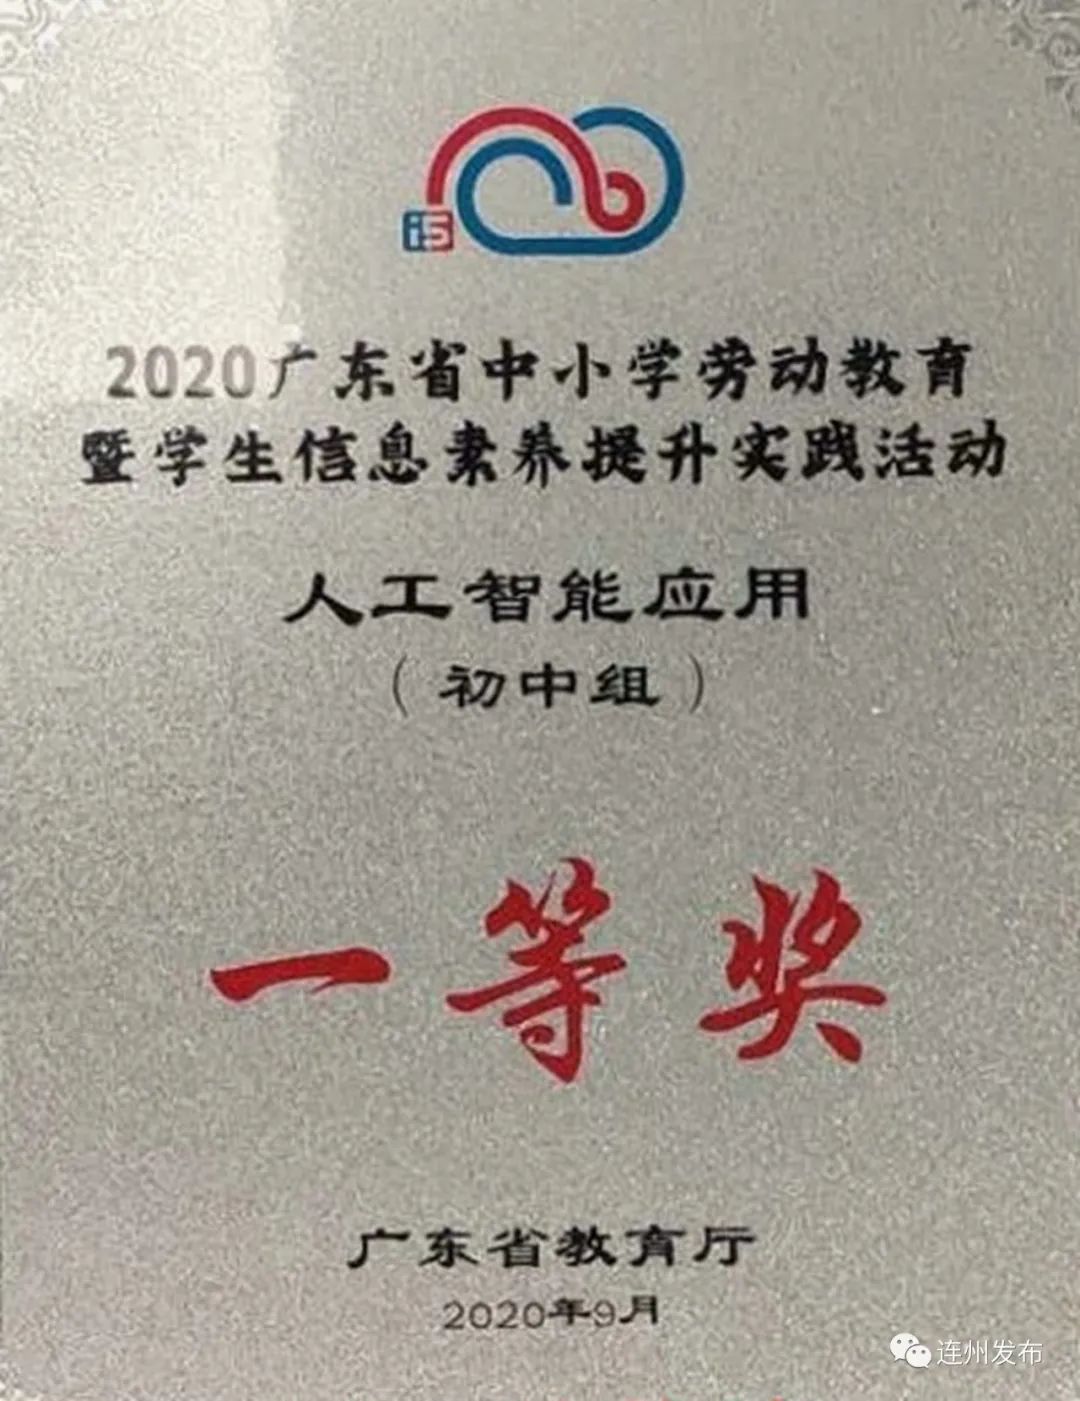 i5
2020广东省中小学劳动教育
暨学生信息素养提升实践活动
人工智能应用
（初中组）
一等奖
广东省教育厅
2020年9月
连州发布